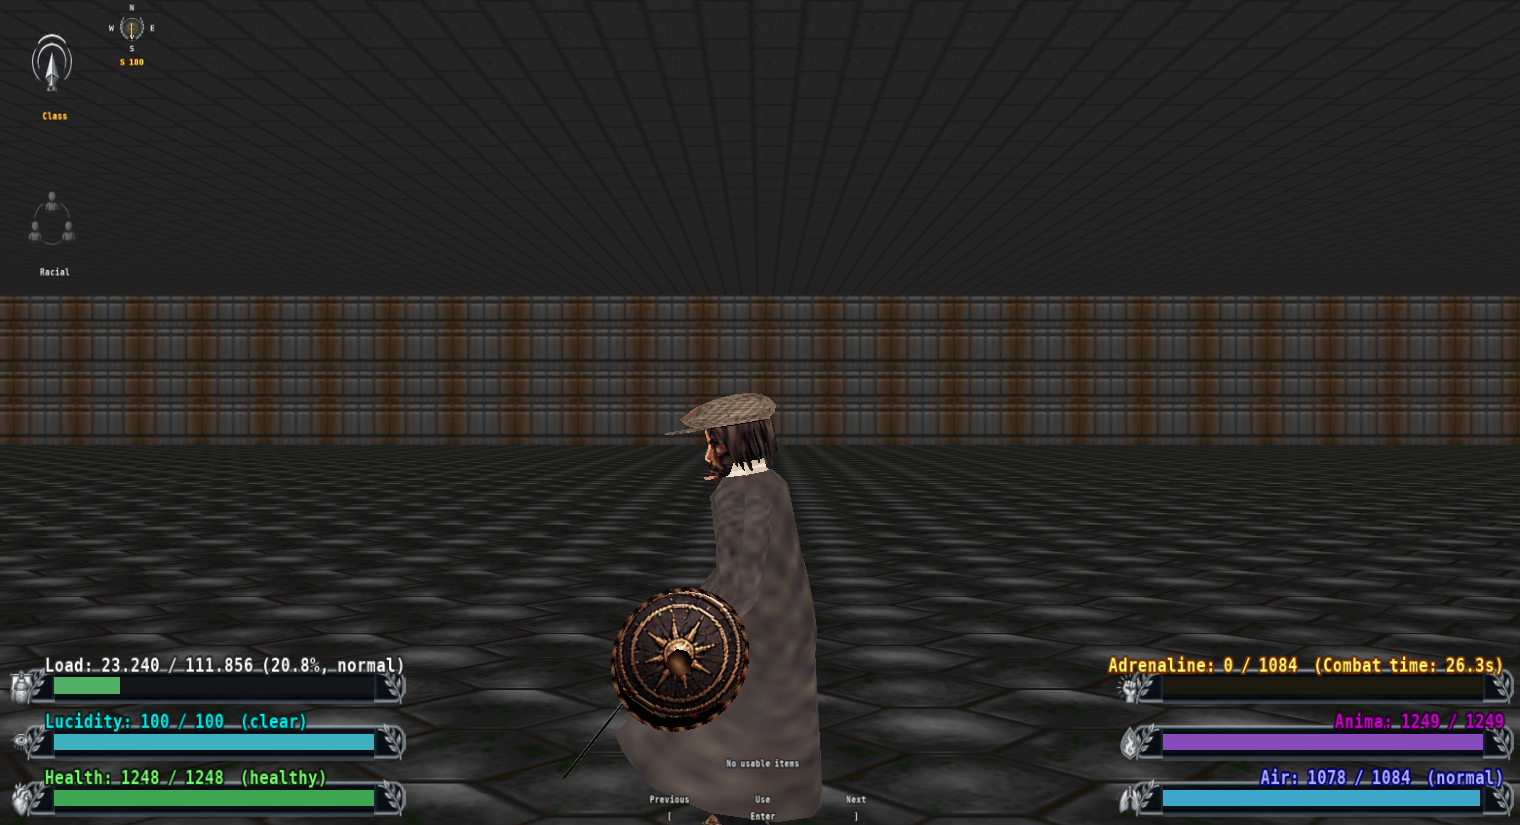 N
W E
S
S 180
Class
Racial
Load: 23.240 / 111.856 (20.8%, normal)
Lucidity: 100 / 100 (clear)
Health: 1248 / 1248 (healthy)
Adrenaline: 0 / 1084 (Combat time: 26.3s)
Anima: 1249 / 1249
Air: 1078 / 1084 (normal)
No usable items
Previous Use Next
[ Enter ]